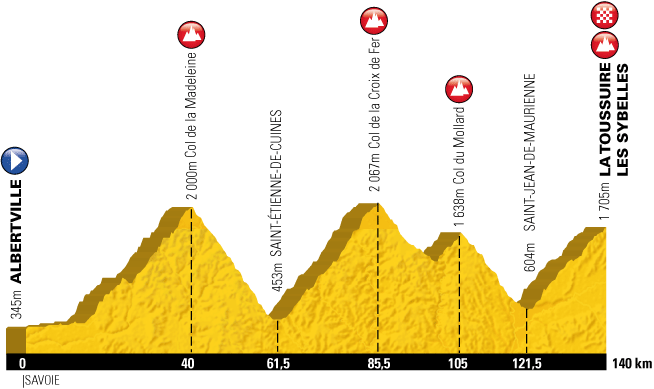 345m ALBERTVILLE
2 000m Col de la Madeleine
453m SAINT-ÉTIENNE-DE-CUINES
2 067m Col de la Croix de Fer
1 638m Col du Mollard
604m SAINT-JEAN-DE-MAURIENNE
1 705m LA TOUSSUIRE
LES SYBELLES
0 40 61,5 85,5 105 121,5 140 km
SAVOIE